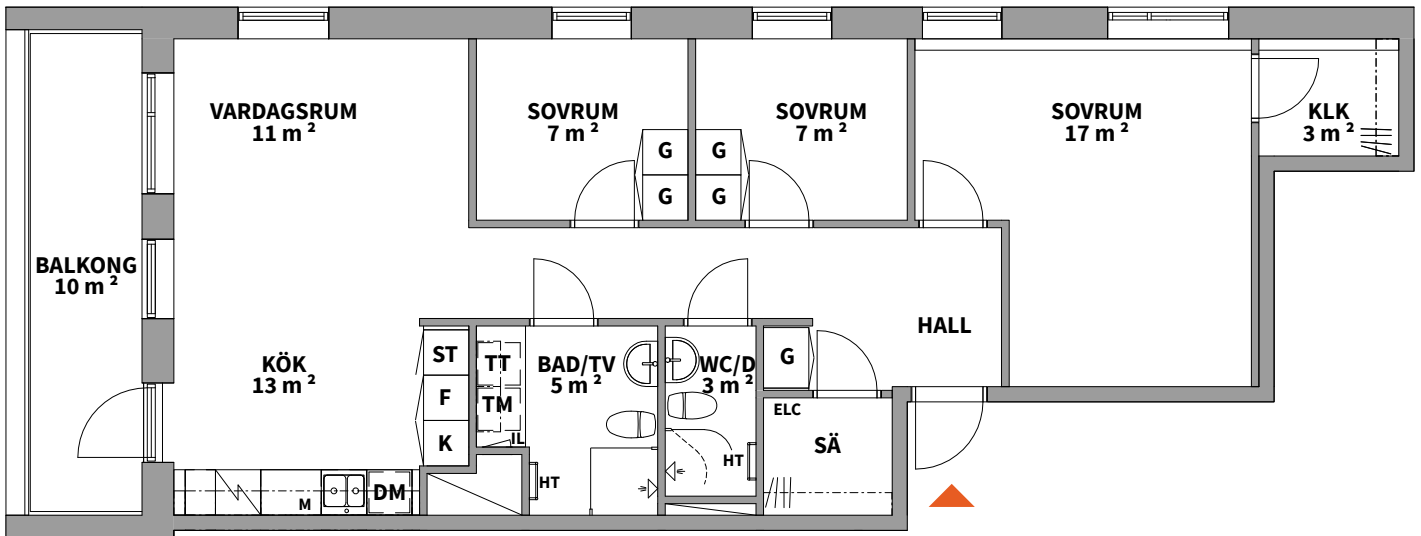 VARDAGSRUM
11 m ²
SOVRUM
7 m ²
SOVRUM
7 m ²
SOVRUM
17 m ²
KLK
3 m ²
G
G
G
G
BALKONG
10 m ²
HALL
KÖK
13 m ²
ST
F
K
TT
TM
IL
BAD/TV
5 m ²
WC/D
3 m ²
G
ELC
SÄ
HT
HT
M
DM